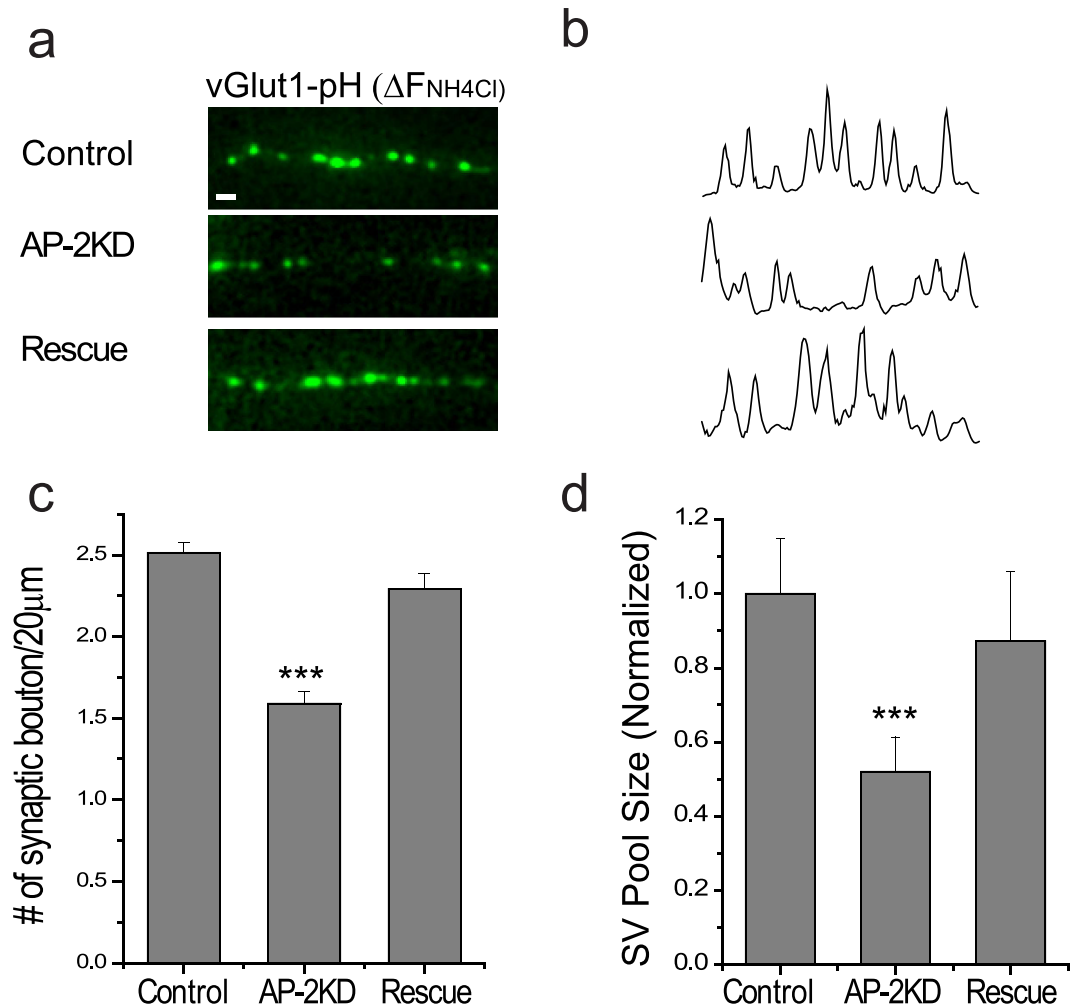 a
b
vGlut1-pH (ΔFNH4Cl)
Control
AP-2KD
Rescue
c
# of synaptic bouton/20μm
2.5
2.0
1.5
1.0
0.5
0.0
***
Control AP-2KD Rescue
d
SV Pool Size (Normalized)
1.2
1.0
0.8
0.6
0.4
0.2
0.0
***
Control AP-2KD Rescue